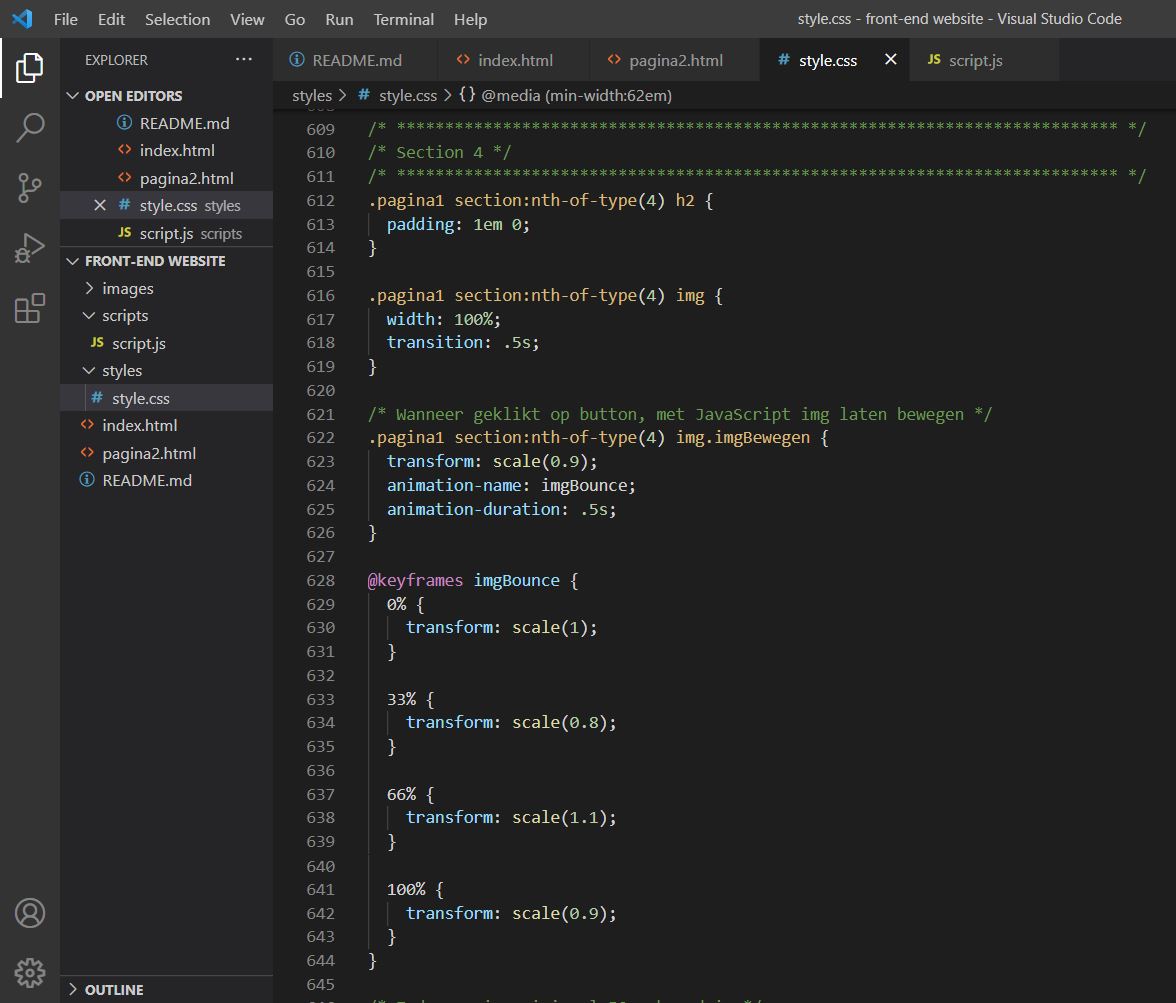 File Edit Selection View Go Run Terminal Help style.css - front-end website - Visual Studio Code
EXPLORER ···
OPEN EDITORS
README.md
index.html
pagina2.html
style.css styles
JS script.js scripts
FRONT-END WEBSITE
images
scripts
JS script.js
styles
# style.css
index.html
pagina2.html
README.md
OUTLINE
README.md index.html pagina2.html # style.css JS script.js
styles > # style.css > {} @media (min-width:62em)
609 /* *************************************************************************** */
610 /* Section 4 */
611 /* *************************************************************************** */
612 .pagina1 section:nth-of-type(4) h2 {
613 padding: 1em 0;
614 }
615
616 .pagina1 section:nth-of-type(4) img {
617 width: 100%;
618 transition: .5s;
619 }
620
621 /* Wanneer geklikt op button, met JavaScript img laten bewegen */
622 .pagina1 section:nth-of-type(4) img.imgBewegen {
623 transform: scale(0.9);
624 animation-name: imgBounce;
625 animation-duration: .5s;
626 }
627
628 @keyframes imgBounce {
629 0% {
630 transform: scale(1);
631 }
632
633 33% {
634 transform: scale(0.8);
635 }
636
637 66% {
638 transform: scale(1.1);
639 }
640
641 100% {
642 transform: scale(0.9);
643 }
644 }
645